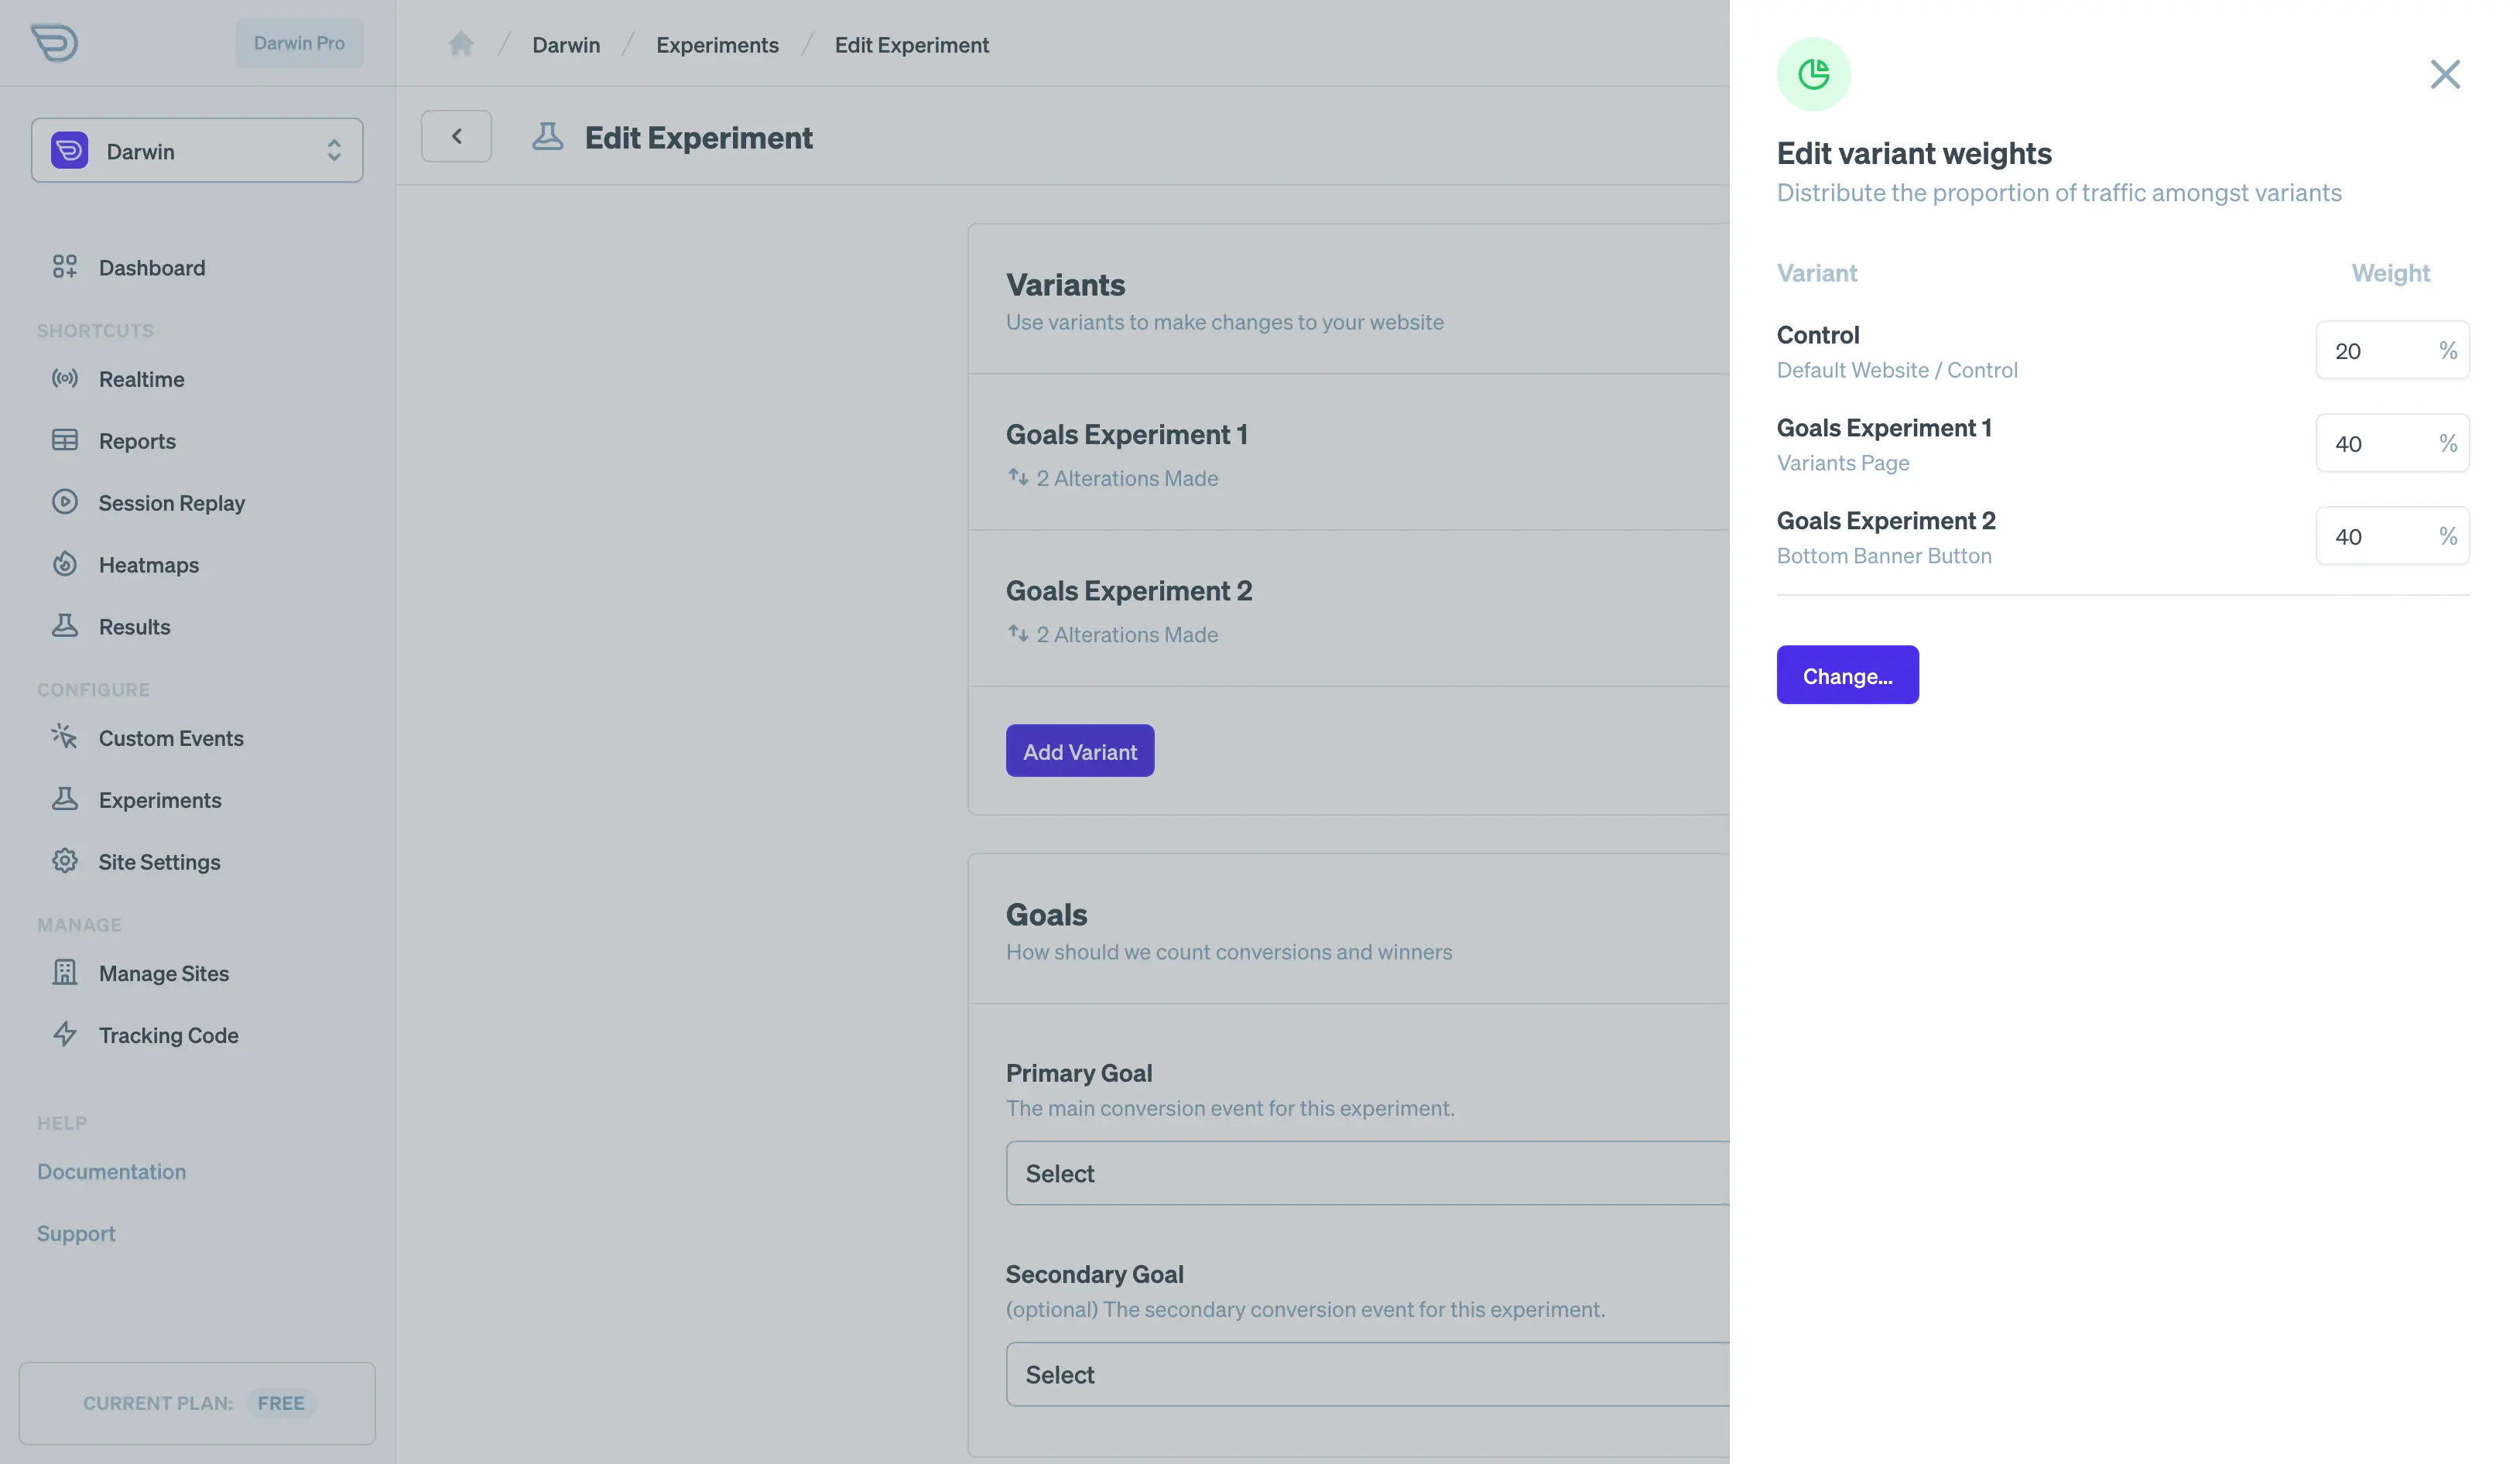 Darwin Pro
Darwin
Dashboard
SHORTCUTS
Realtime
Reports
Session Replay
Heatmaps
Results
CONFIGURE
Custom Events
Experiments
Site Settings
MANAGE
Manage Sites
Tracking Code
HELP
Documentation
Support
CURRENT PLAN: FREE
/ Darwin / Experiments / Edit Experiment
Edit Experiment
Variants
Use variants to make changes to your website
Goals Experiment 1
2 Alterations Made
Goals Experiment 2
2 Alterations Made
Add Variant
Goals
How should we count conversions and winners
Primary Goal
The main conversion event for this experiment.
Select
Secondary Goal
(optional) The secondary conversion event for this experiment.
Select
Edit variant weights
Distribute the proportion of traffic amongst variants
Variant Weight
Control
Default Website / Control
20 %
Goals Experiment 1
Variants Page
40 %
Goals Experiment 2
Bottom Banner Button
40 %
Change...